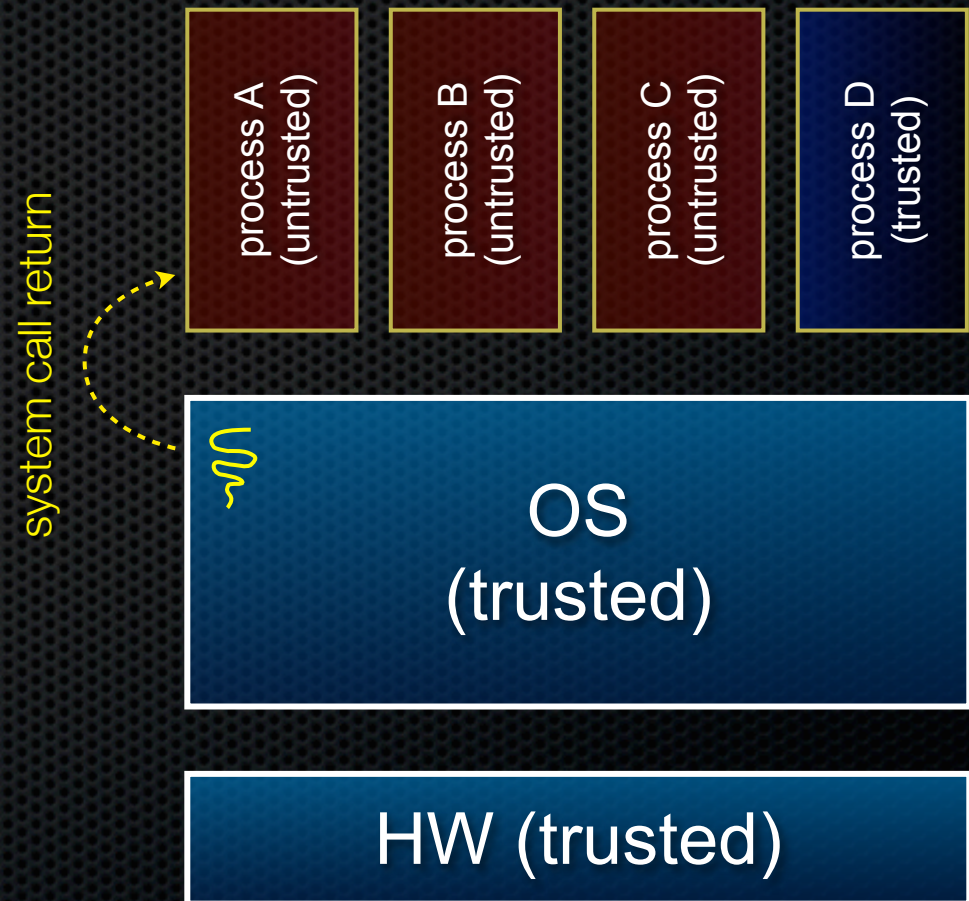 process A
(untrusted)
process B
(untrusted)
process C
(untrusted)
process D
(trusted)
system call return
OS
(trusted)
HW (trusted)